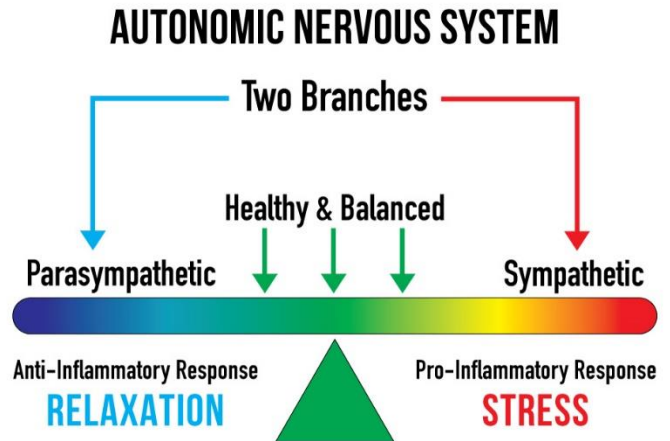 AUTONOMIC NERVOUS SYSTEM
Two Branches
Healthy & Balanced
Parasympathetic
Sympathetic
Anti-Inflammatory Response
RELAXATION
Pro-Inflammatory Response
STRESS